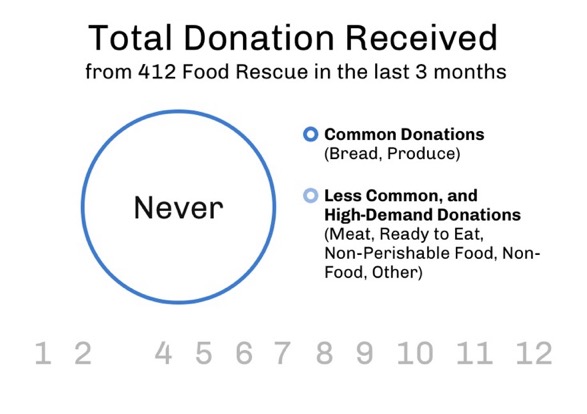 Total Donation Received
from 412 Food Rescue in the last 3 months
Never
Common Donations
(Bread, Produce)
Less Common, and
High-Demand Donations
(Meat, Ready to Eat,
Non-Perishable Food, Non-
Food, Other)
1 2 4 5 6 7 8 9 10 11 12